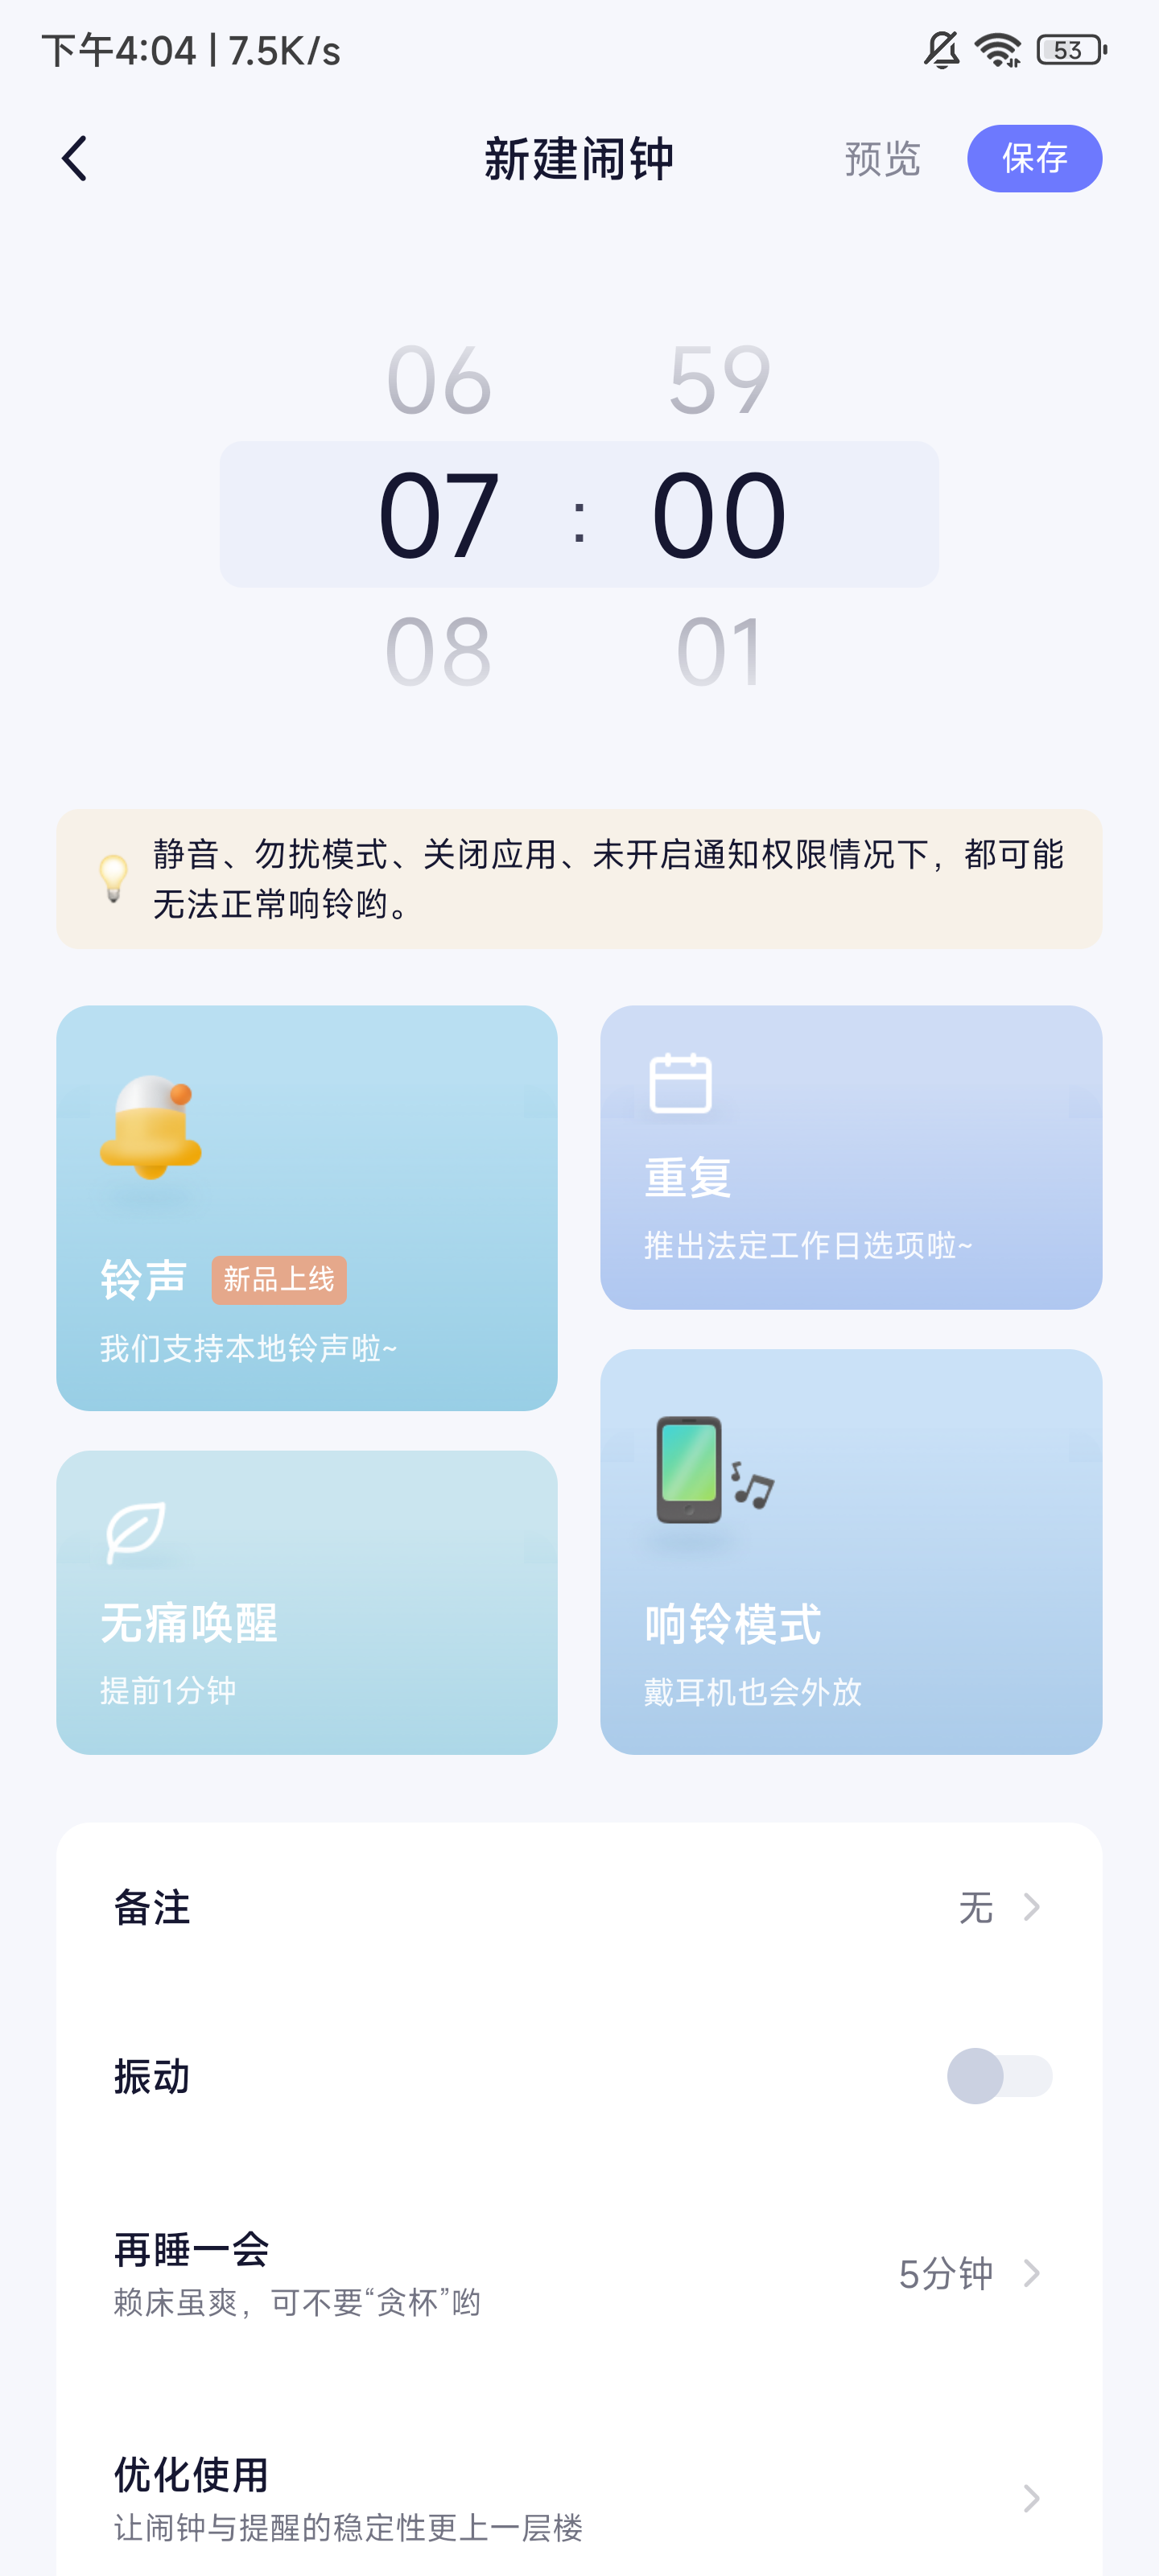 下午4:04 | 7.5K/s
53
新建闹钟
预览
保存
06 59
07 : 00
08 01
静音、勿扰模式、关闭应用、未开启通知权限情况下，都可能
无法正常响铃哟。
铃声
新品上线
我们支持本地铃声啦~
重复
推出法定工作日选项啦~
无痛唤醒
提前1分钟
响铃模式
戴耳机也会外放
备注
无
振动
再睡一会
赖床虽爽，可不要“贪杯”哟
5分钟
优化使用
让闹钟与提醒的稳定性更上一层楼